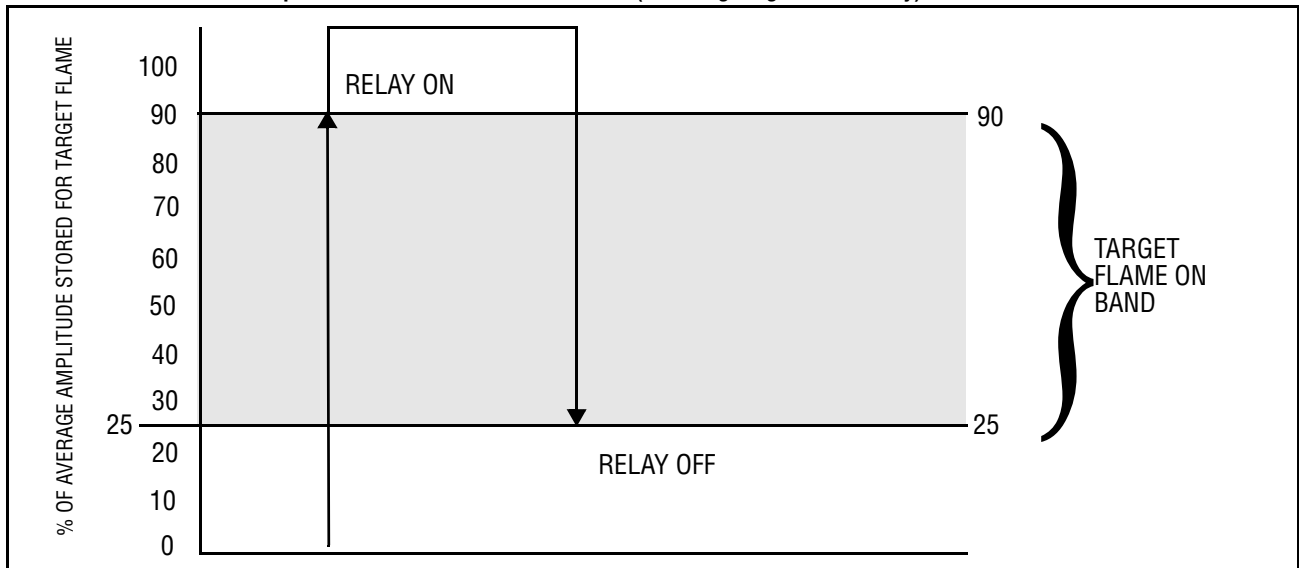 % OF AVERAGE AMPLITUDE STORED FOR TARGET FLAME
100
90
80
70
60
50
40
30
25
20
10
0
RELAY ON
RELAY OFF
90
25
TARGET
FLAME ON
BAND